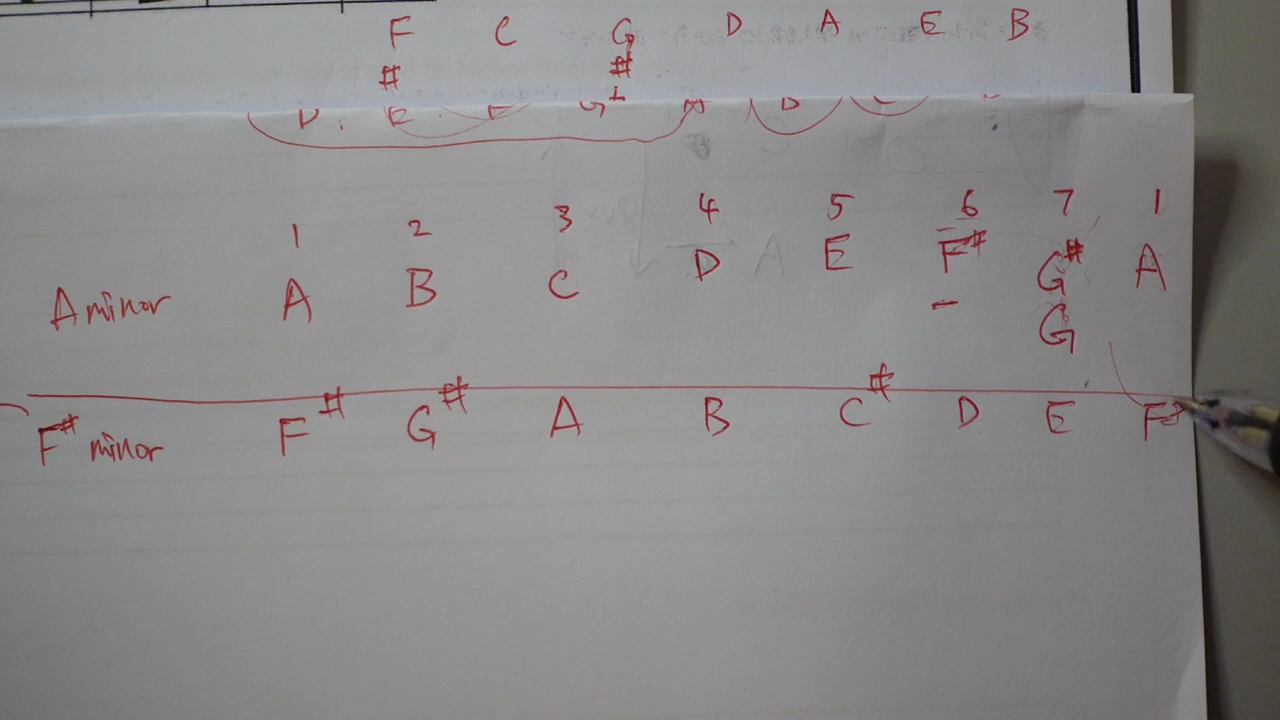 F C G D A E B
# #
1 2 3 4 5 6 7 1
A minor A B C D E F# G# A
G
F# minor F# G# A B C# D E F#